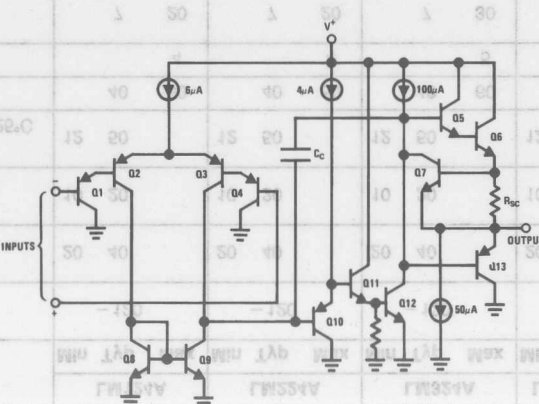 V+
6μA
4μA
100μA
Q5
Q6
CC
Q7
Q1
Q2
Q3
Q4
RSC
−
INPUTS
+
OUTPUT
Q13
Q11
Q10
Q12
50μA
Q8
Q9